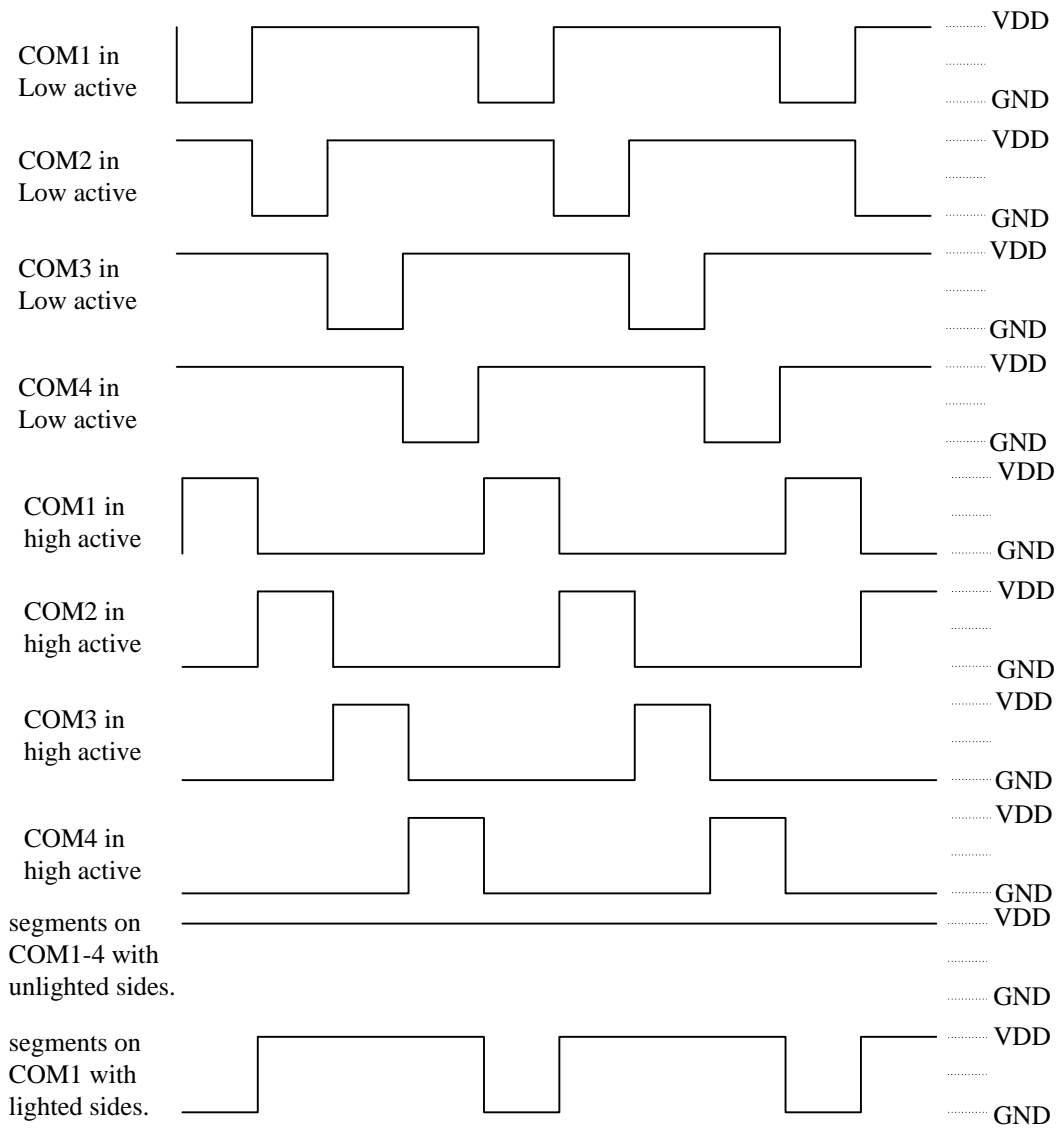 VDD
COM1 in
Low active
GND
VDD
COM2 in
Low active
GND
VDD
COM3 in
Low active
GND
VDD
COM4 in
Low active
GND
VDD
COM1 in
high active
GND
VDD
COM2 in
high active
GND
VDD
COM3 in
high active
GND
VDD
COM4 in
high active
GND
VDD
segments on
COM1-4 with
unlighted sides.
GND
VDD
segments on
COM1 with
lighted sides.
GND